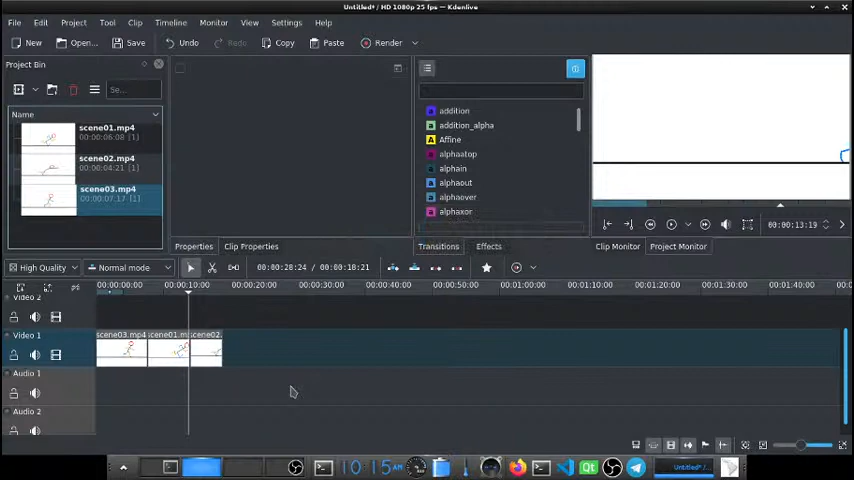 Untitled* / HD 1080p 25 fps — Kdenlive
File Edit Project Tool Clip Timeline Monitor View Settings Help
New Open... Save Undo Redo Copy Paste Render
Project Bin
Se...
Name
scene01.mp4
00:00:06:08 [1]
scene02.mp4
00:00:04:21 [1]
scene03.mp4
00:00:07:17 [1]
addition
addition_alpha
Affine
alphaatop
alphain
alphaout
alphaover
alphaxor
00:00:13:19
Properties Clip Properties Transitions Effects Clip Monitor Project Monitor
High Quality Normal mode 00:00:28:24 / 00:00:18:21
00:00:00:00 00:00:10:00 00:00:20:00 00:00:30:00 00:00:40:00 00:00:50:00 00:01:00:00 00:01:10:00 00:01:20:00 00:01:30:00 00:01:40:00
Video 2
Video 1
scene03.mp4 scene01.m scene02.
Audio 1
Audio 2
10:15AM Qt Untitled* /...